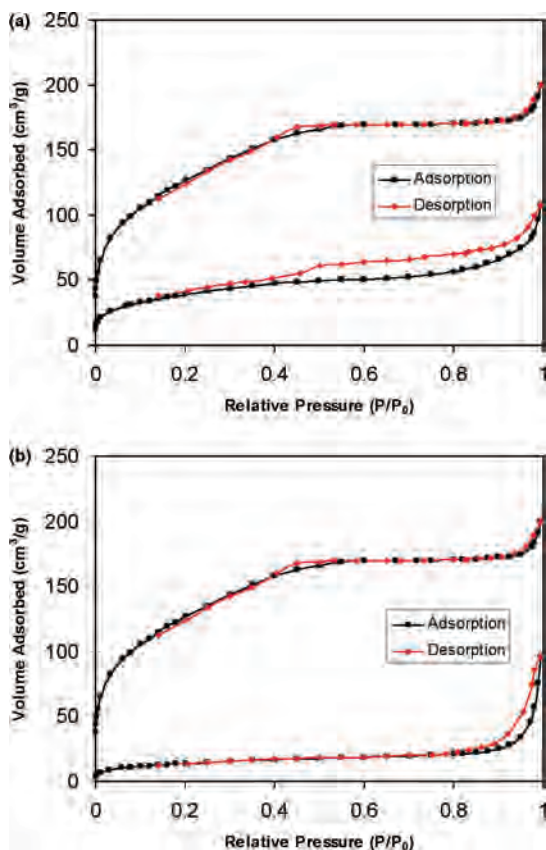 (a)
250
200
150
100
50
0
Volume Adsorbed (cm³/g)
Adsorption
Desorption
0 0.2 0.4 0.6 0.8 1
Relative Pressure (P/P₀)
(b)
250
200
150
100
50
0
Volume Adsorbed (cm³/g)
Adsorption
Desorption
0 0.2 0.4 0.6 0.8 1
Relative Pressure (P/P₀)